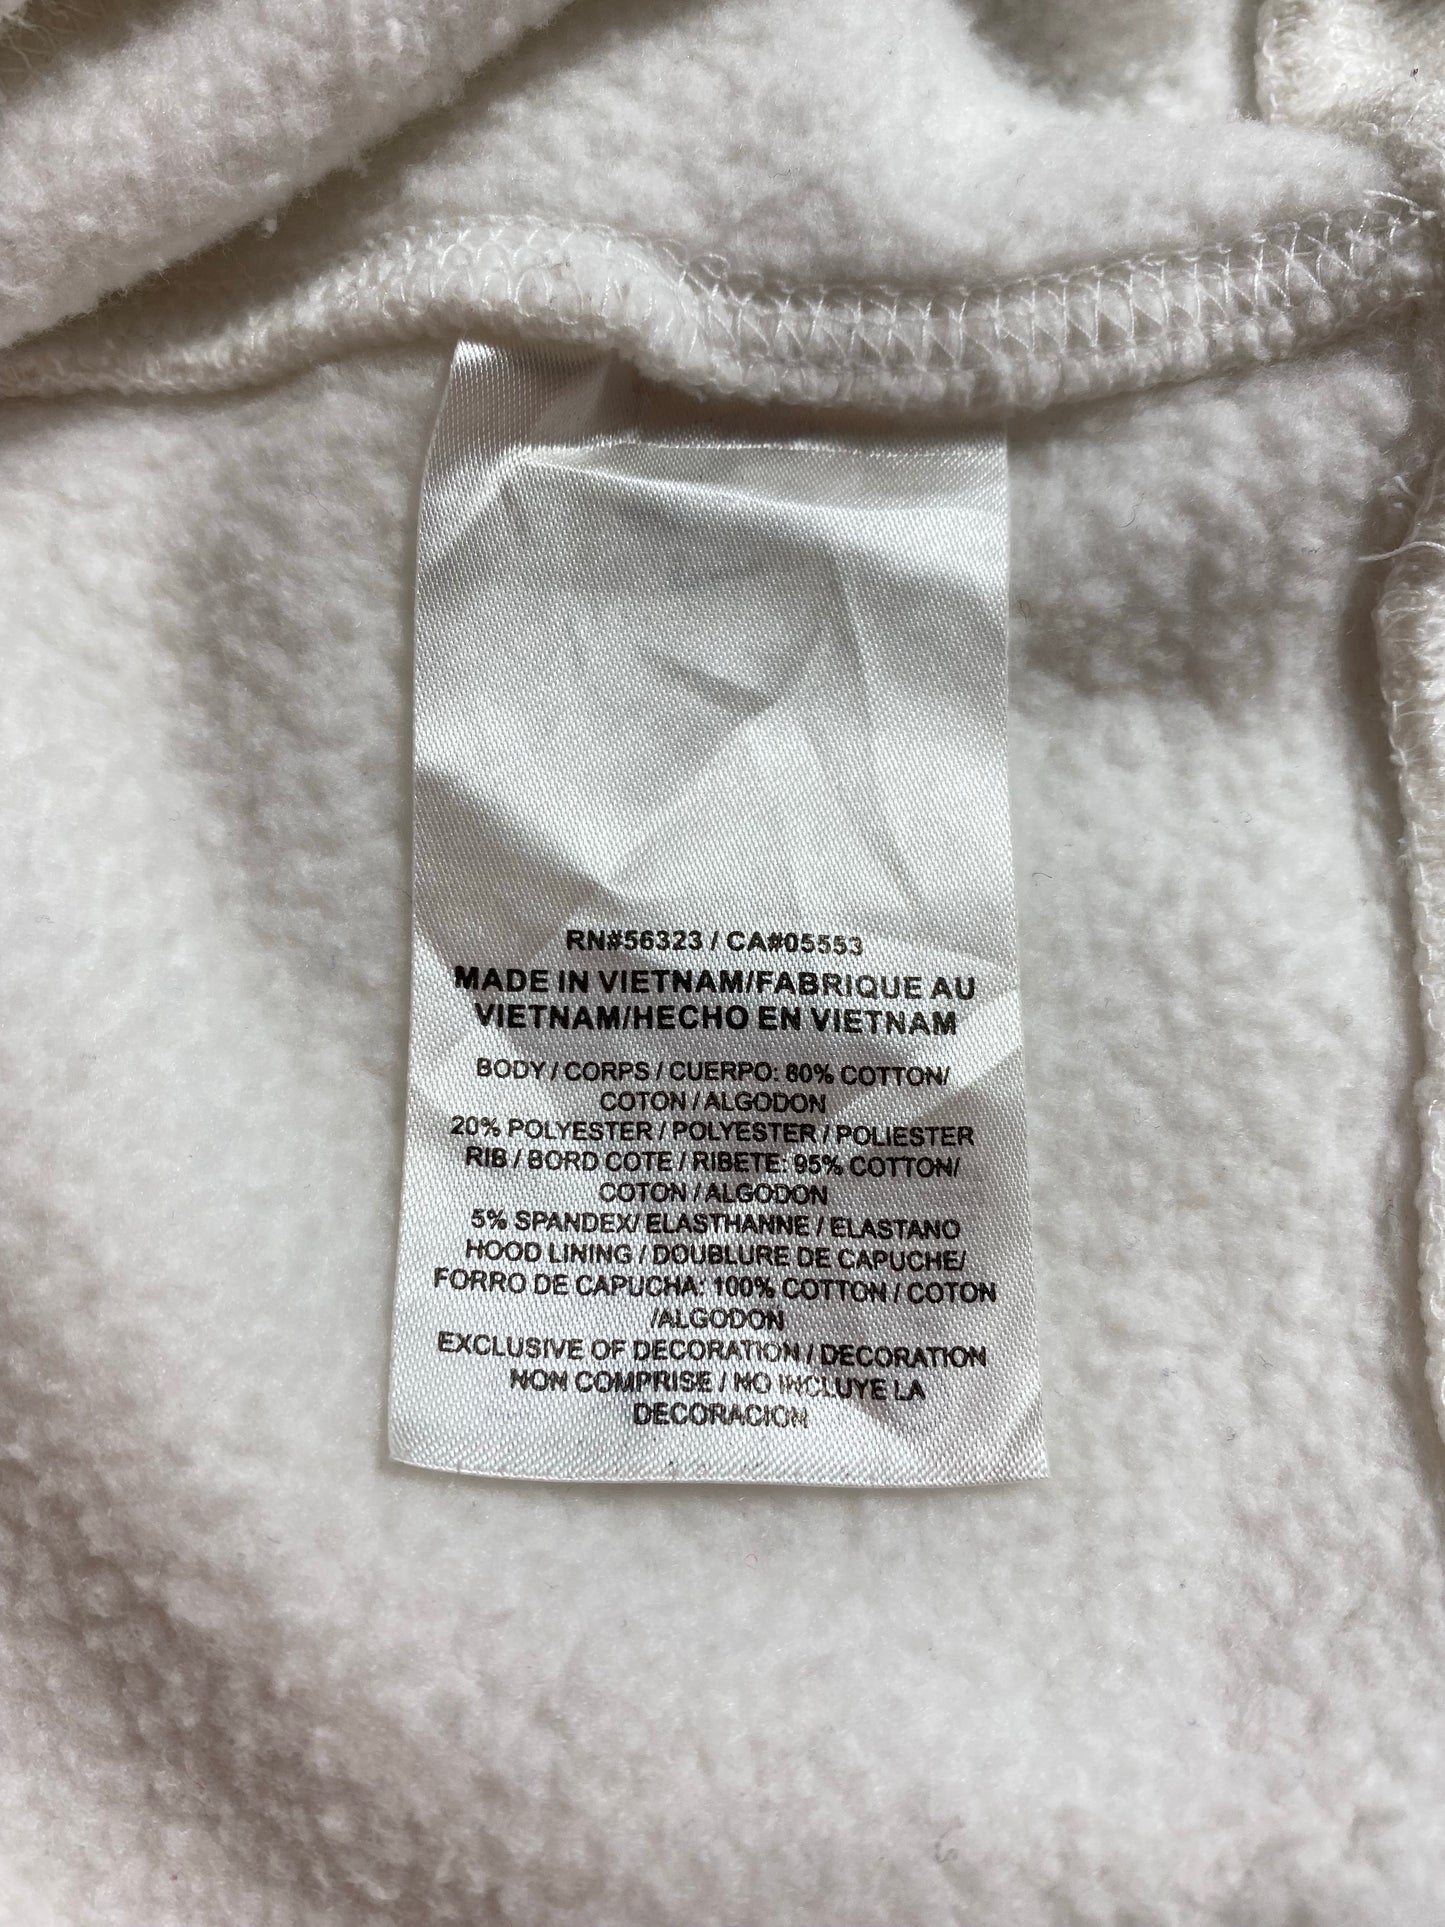 RN#56323 / CA#05553
MADE IN VIETNAM/FABRIQUE AU
VIETNAM/HECHO EN VIETNAM
BODY / CORPS / CUERPO: 80% COTTON/
COTON / ALGODON
20% POLYESTER / POLYESTER / POLIESTER
RIB / BORD COTE / RIBETE: 95% COTTON/
COTON / ALGODON
5% SPANDEX/ ELASTHANNE / ELASTANO
HOOD LINING / DOUBLURE DE CAPUCHE/
FORRO DE CAPUCHA: 100% COTTON / COTON
/ALGODON
EXCLUSIVE OF DECORATION / DECORATION
NON COMPRISE / NO INCLUYE LA
DECORACION